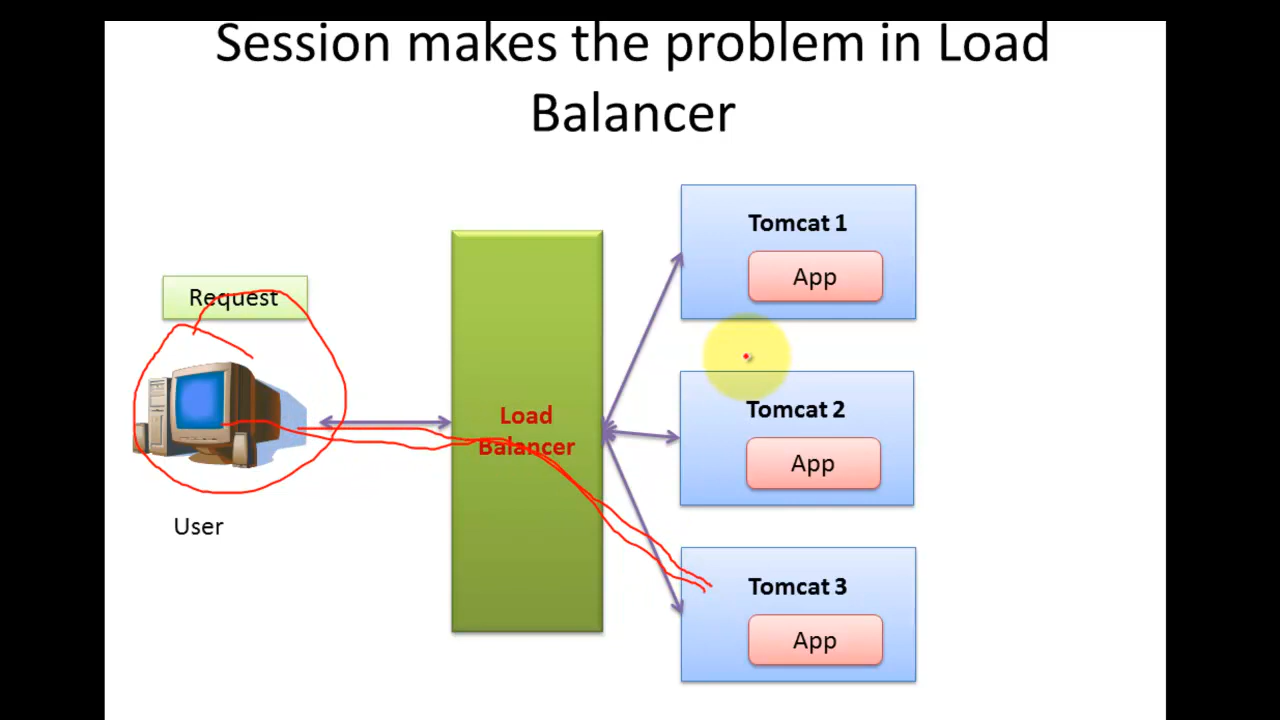 Session makes the problem in Load
Balancer
Request
User
Load
Balancer
Tomcat 1
App
Tomcat 2
App
Tomcat 3
App